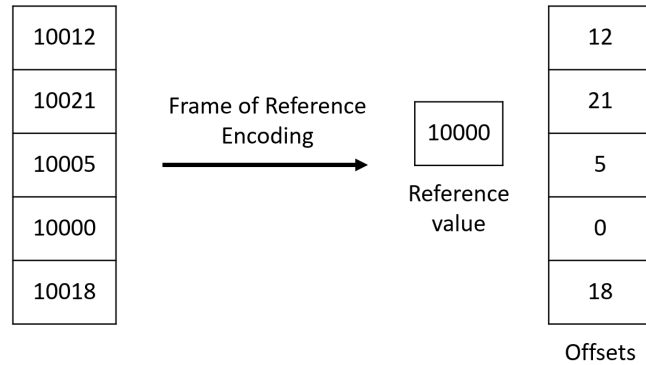 10012
10021
10005
10000
10018
Frame of Reference
Encoding
10000
Reference
value
12
21
5
0
18
Offsets